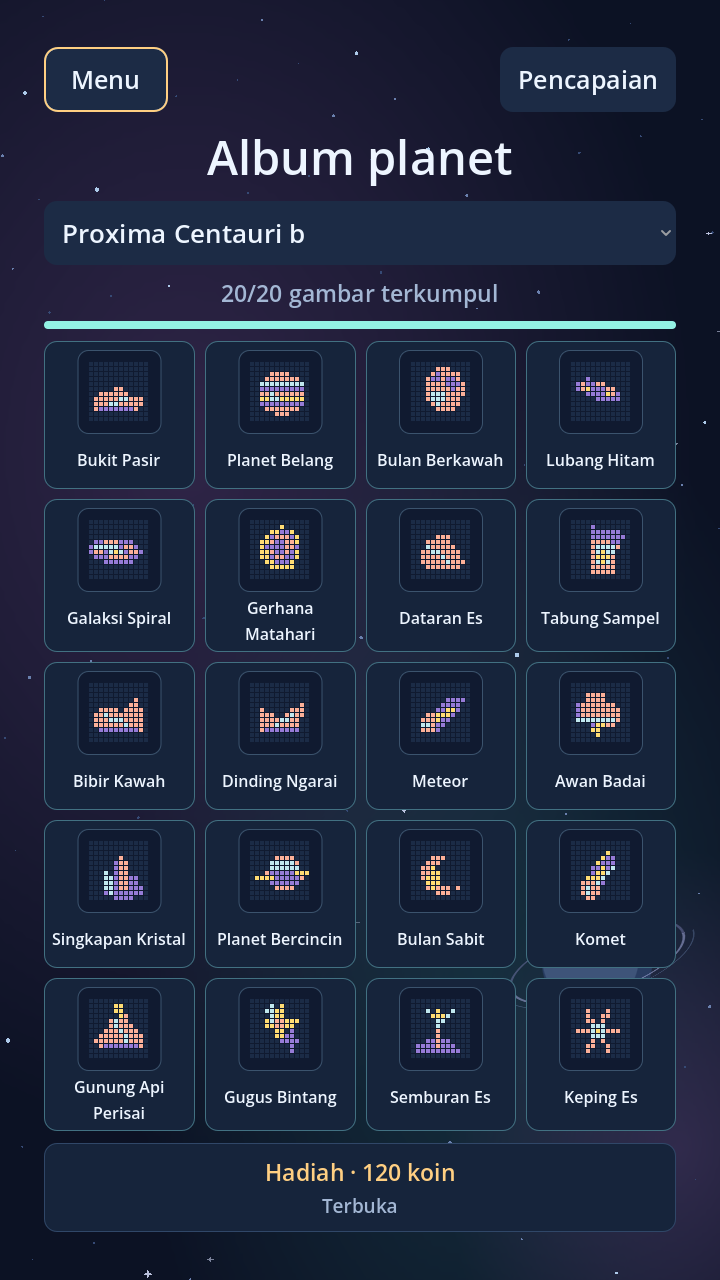 Menu
Pencapaian
Album planet
Proxima Centauri b
20/20 gambar terkumpul
Bukit Pasir
Planet Belang
Bulan Berkawah
Lubang Hitam
Galaksi Spiral
Gerhana
Matahari
Dataran Es
Tabung Sampel
Bibir Kawah
Dinding Ngarai
Meteor
Awan Badai
Singkapan Kristal
Planet Bercincin
Bulan Sabit
Komet
Gunung Api
Perisai
Gugus Bintang
Semburan Es
Keping Es
Hadiah · 120 koin
Terbuka